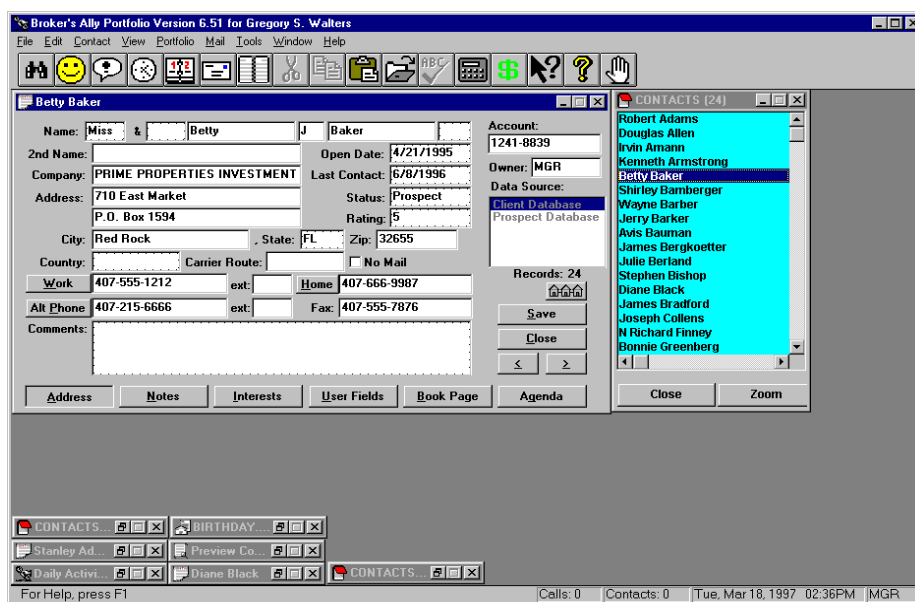 Broker's Ally Portfolio Version 6.51 for Gregory S. Walters
File Edit Contact View Portfolio Mail Tools Window Help
ABC
Betty Baker
Name: Miss & Betty J Baker
2nd Name: Open Date: 4/21/1995
Company: PRIME PROPERTIES INVESTMENT Last Contact: 6/8/1996
Address: 710 East Market Status: Prospect
P.O. Box 1594 Rating: 5
City: Red Rock , State: FL Zip: 32655
Country: Carrier Route: No Mail
Work 407-555-1212 ext: Home 407-666-9987
Alt Phone 407-215-6666 ext: Fax: 407-555-7876
Comments:
Account:
1241-8839
Owner: MGR
Data Source:
Client Database
Prospect Database
Records: 24
Save
Close
< >
Address Notes Interests User Fields Book Page Agenda
CONTACTS (24)
Robert Adams
Douglas Allen
Irvin Amann
Kenneth Armstrong
Betty Baker
Shirley Bamberger
Wayne Barber
Jerry Barker
Avis Bauman
James Bergkoetter
Julie Berland
Stephen Bishop
Diane Black
James Bradford
Joseph Collens
N Richard Finney
Bonnie Greenberg
Close Zoom
CONTACTS... BIRTHDAY....
Stanley Ad... Preview Co...
Daily Activi... Diane Black CONTACTS...
For Help, press F1 Calls: 0 Contacts: 0 Tue, Mar 18, 1997 02:36PM MGR